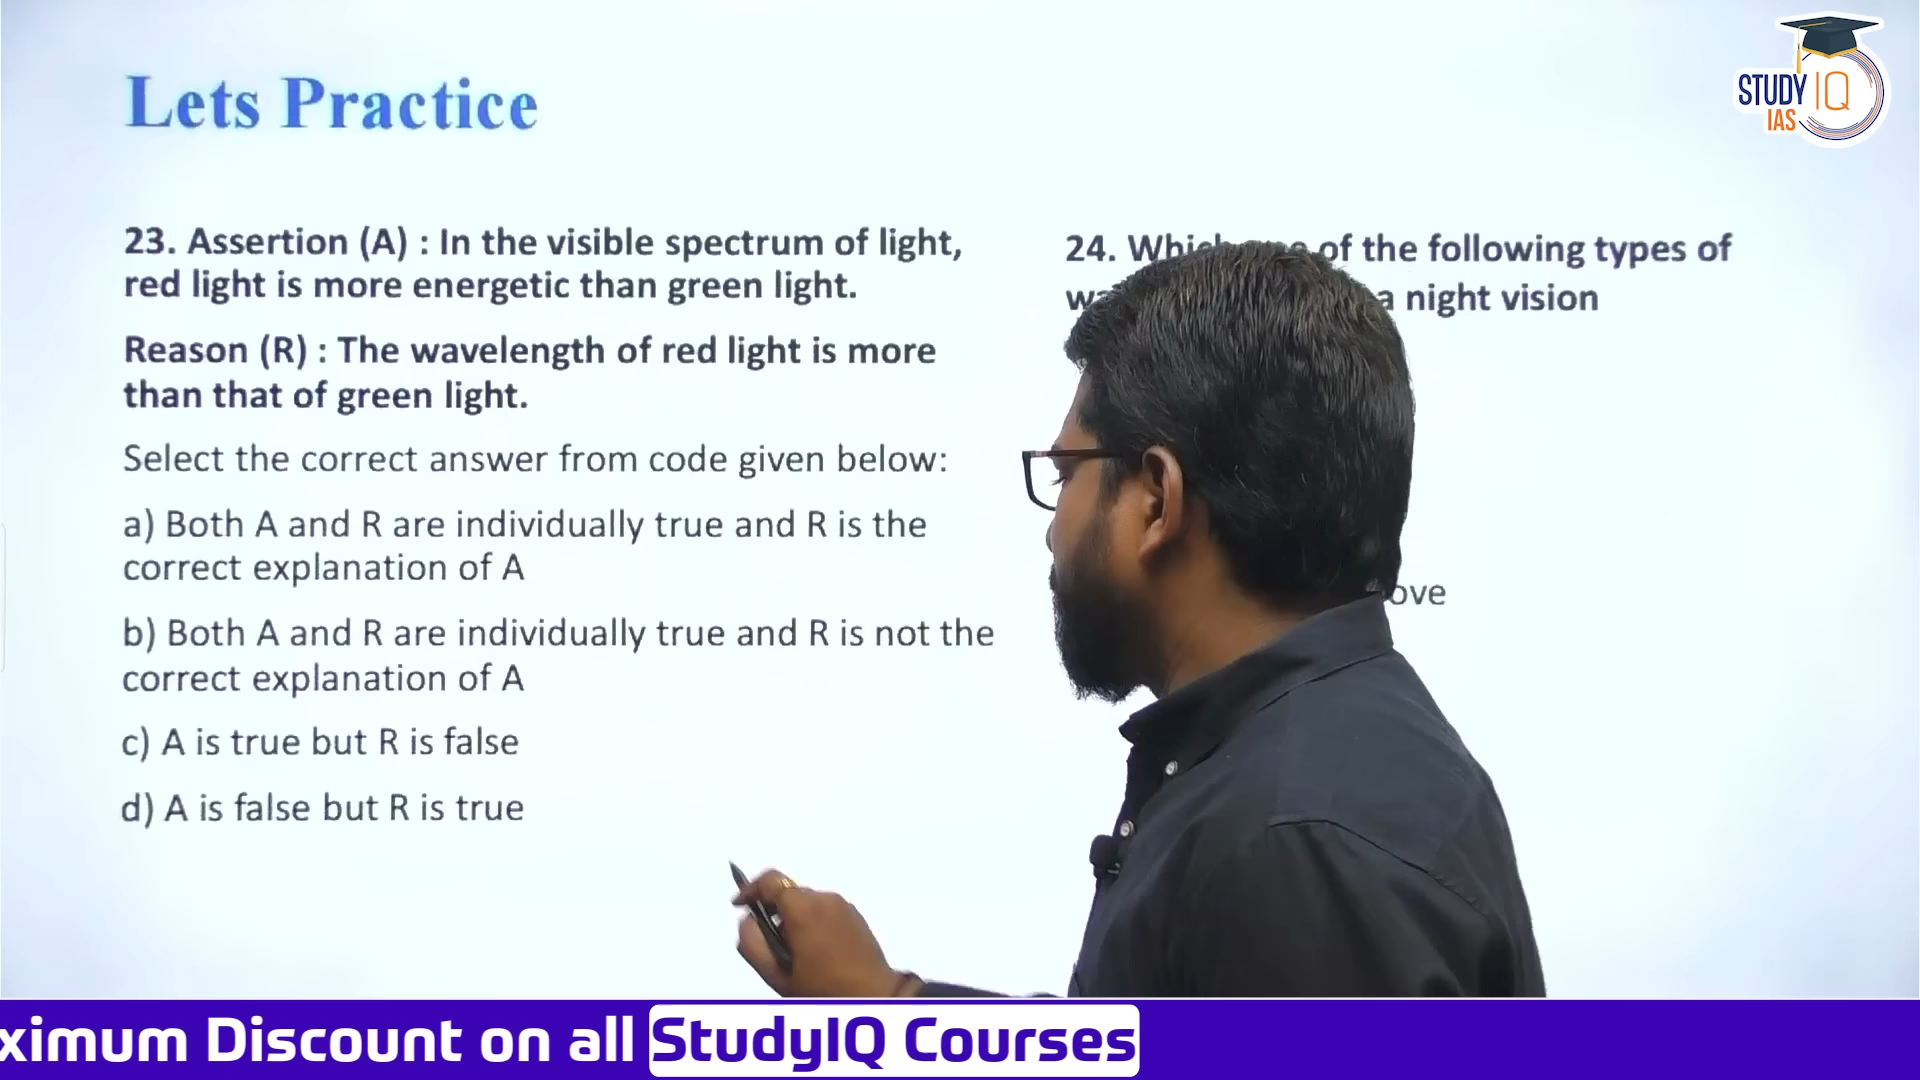 Lets Practice
STUDY IQ
IAS
23. Assertion (A) : In the visible spectrum of light,
red light is more energetic than green light.
Reason (R) : The wavelength of red light is more
than that of green light.
Select the correct answer from code given below:
a) Both A and R are individually true and R is the
correct explanation of A
b) Both A and R are individually true and R is not the
correct explanation of A
c) A is true but R is false
d) A is false but R is true
24. of the following types of
a night vision
ximum Discount on all StudyIQ Courses